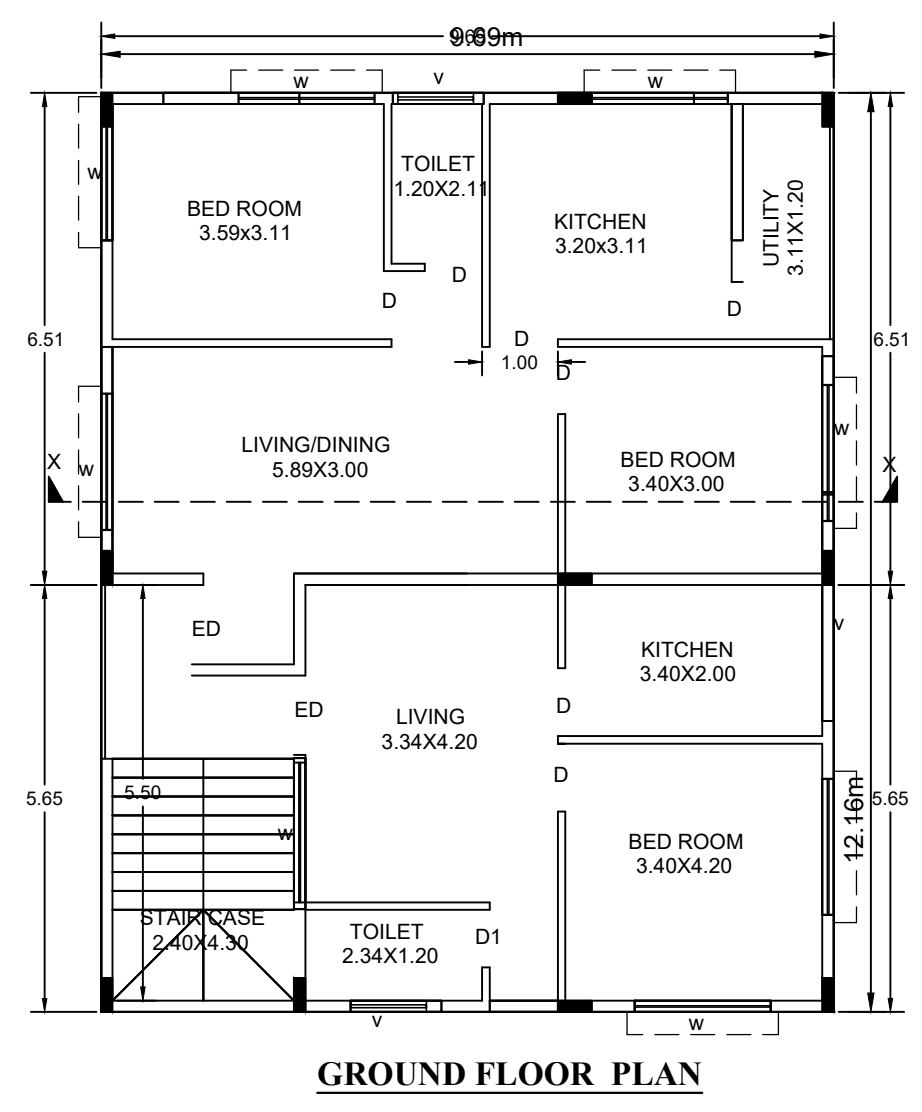 9.69m
w
v
w
w
TOILET
1.20X2.11
BED ROOM
3.59x3.11
KITCHEN
3.20x3.11
UTILITY
3.11X1.20
D
D
D
6.51
D
6.51
1.00
D
LIVING/DINING
5.89X3.00
BED ROOM
3.40X3.00
w
w
X
X
ED
v
KITCHEN
3.40X2.00
ED
LIVING
3.34X4.20
D
D
5.65
5.50
5.65
12.16m
w
BED ROOM
3.40X4.20
STAIR CASE
2.40X4.30
TOILET
2.34X1.20
D1
v
w
GROUND FLOOR PLAN